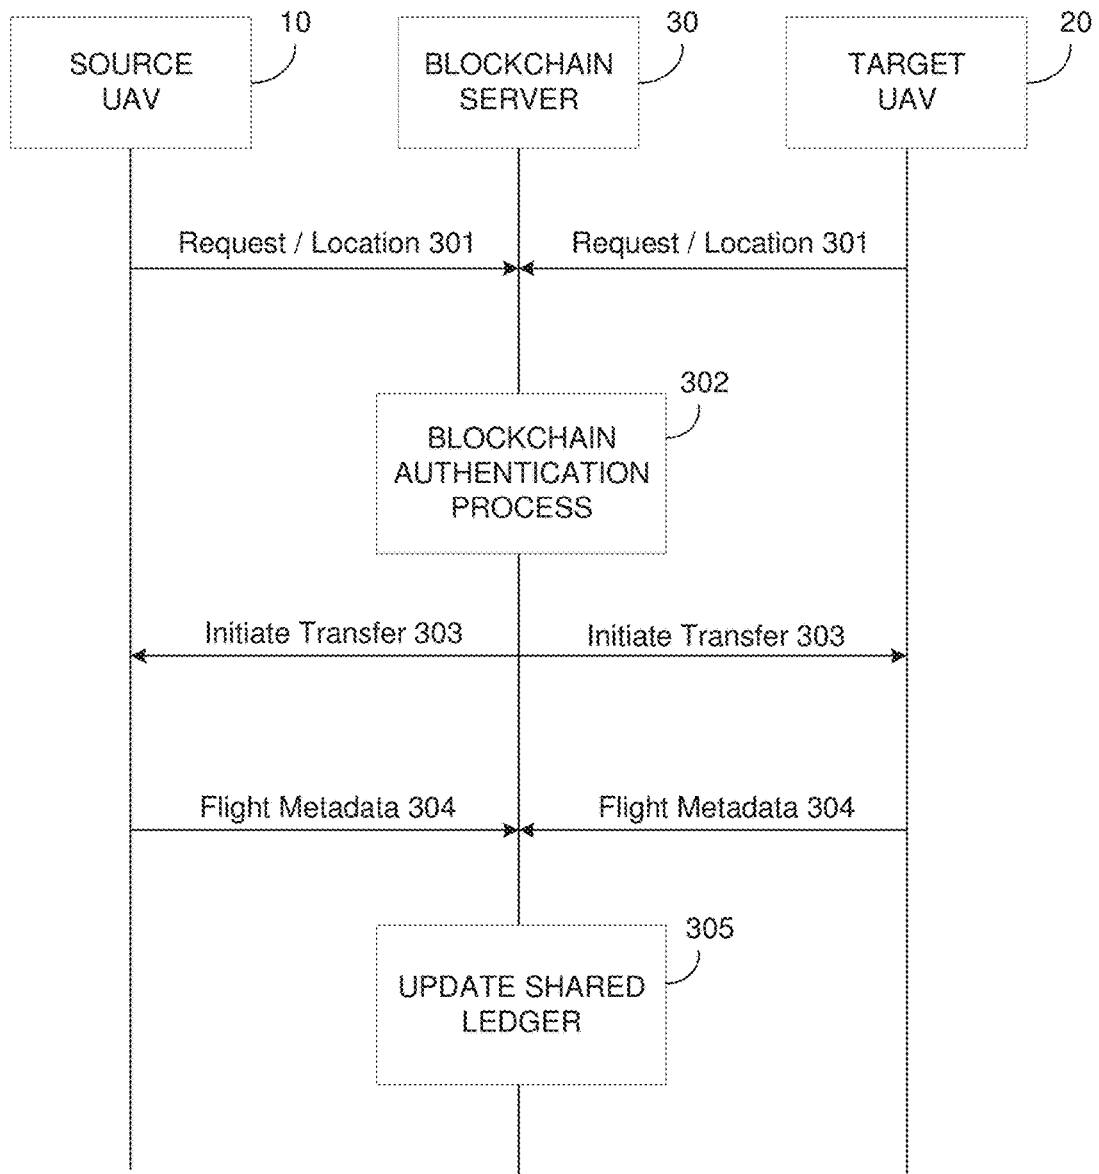 10
30
20
SOURCE
UAV
BLOCKCHAIN
SERVER
TARGET
UAV
Request / Location 301
Request / Location 301
302
BLOCKCHAIN
AUTHENTICATION
PROCESS
Initiate Transfer 303
Initiate Transfer 303
Flight Metadata 304
Flight Metadata 304
305
UPDATE SHARED
LEDGER